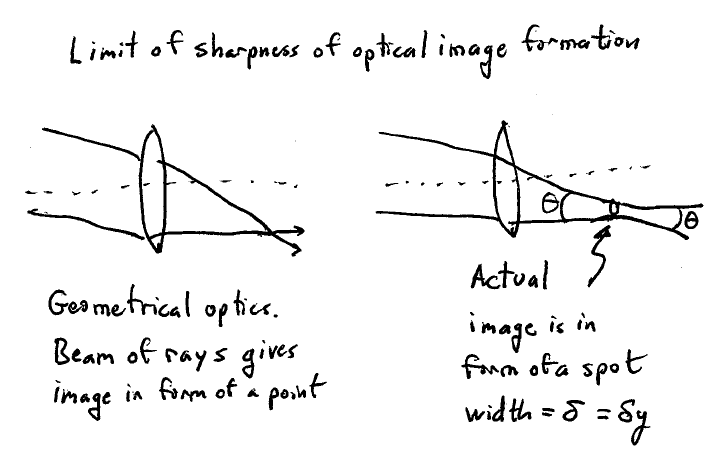 Limit of sharpness of optical image formation
θ
θ
Geometrical optics.
Beam of rays gives
image in form of a point
Actual
image is in
form of a spot
width = δ = δy